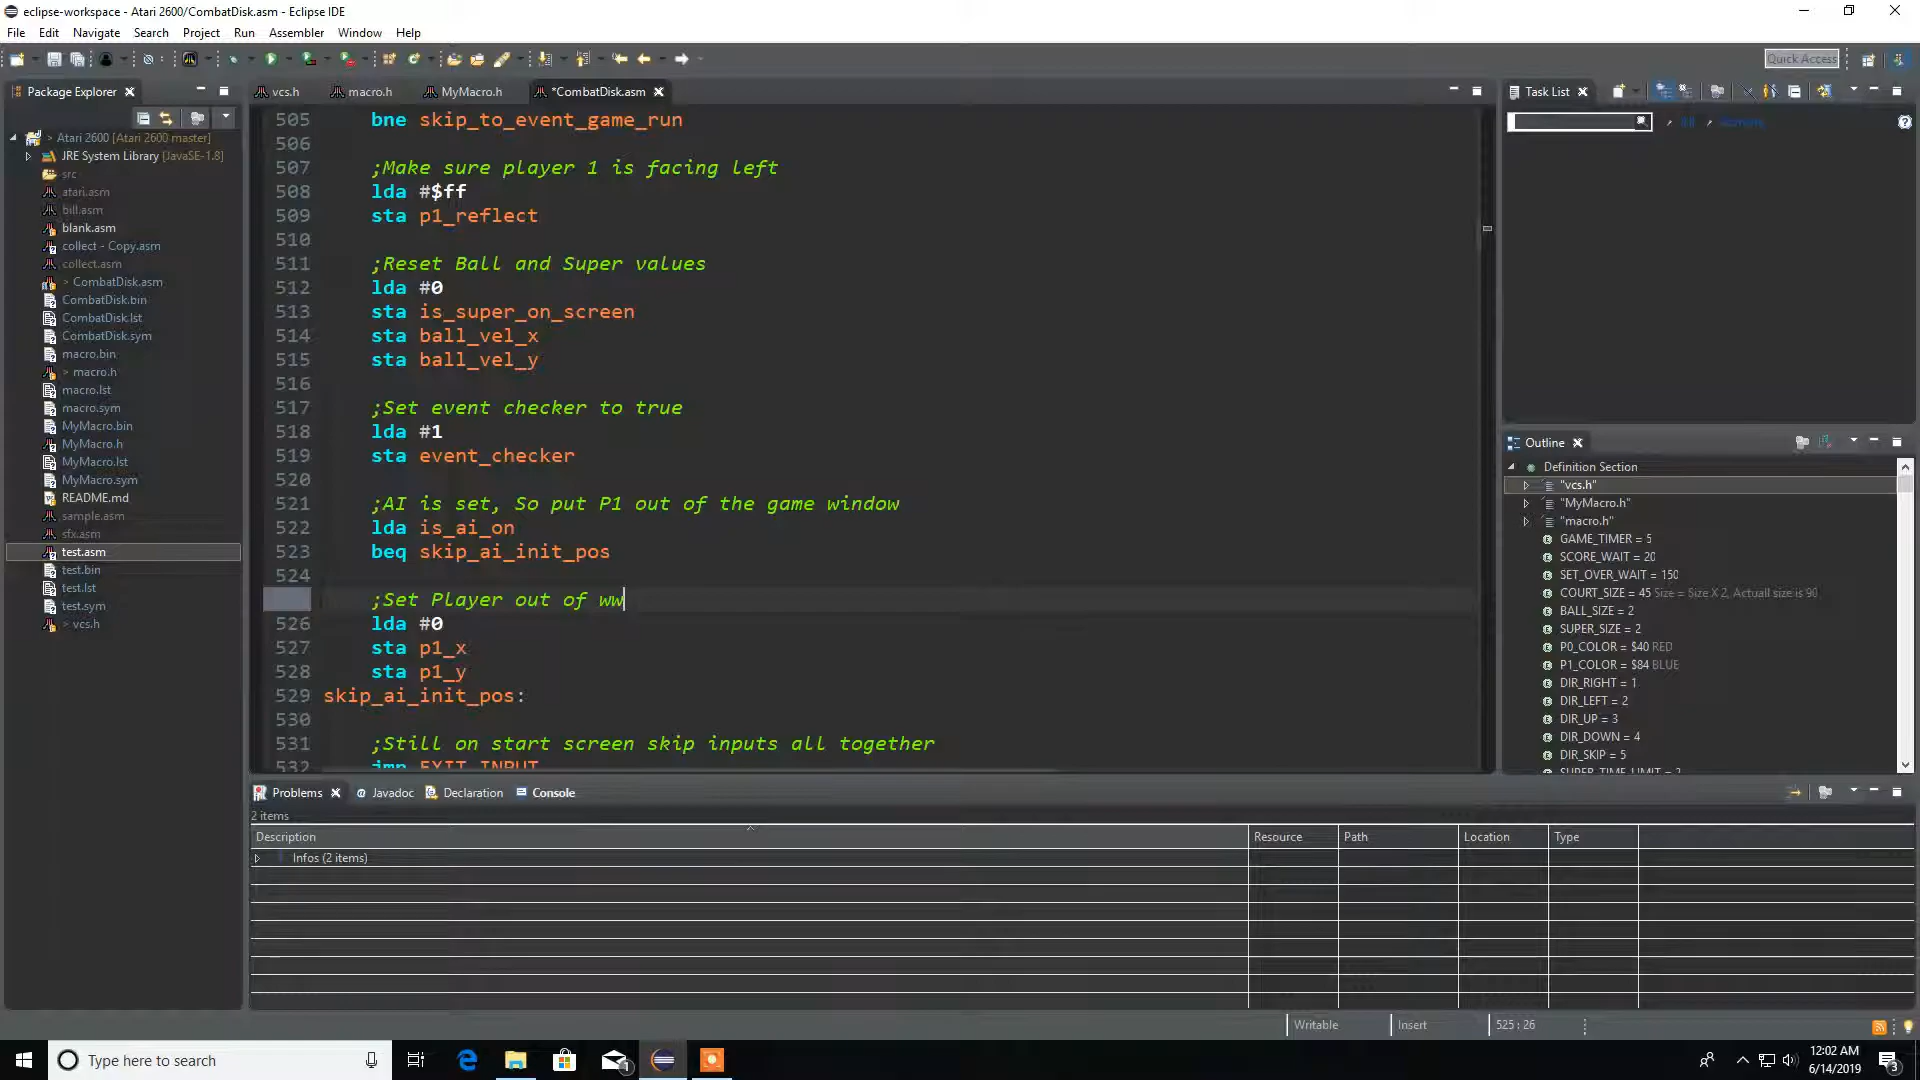 eclipse-workspace - Atari 2600/CombatDisk.asm - Eclipse IDE
File Edit Navigate Search Project Run Assembler Window Help
Quick Access
Package Explorer
vcs.h macro.h MyMacro.h *CombatDisk.asm
Task List
> Atari 2600 [Atari 2600 master]
JRE System Library [JavaSE-1.8]
src
atari.asm
bill.asm
blank.asm
collect - Copy.asm
collect.asm
> CombatDisk.asm
CombatDisk.bin
CombatDisk.lst
CombatDisk.sym
macro.bin
> macro.h
macro.lst
macro.sym
MyMacro.bin
MyMacro.h
MyMacro.lst
MyMacro.sym
README.md
sample.asm
sfx.asm
test.asm
test.bin
test.lst
test.sym
> vcs.h
505 bne skip_to_event_game_run
506
507 ;Make sure player 1 is facing left
508 lda #$ff
509 sta p1_reflect
510
511 ;Reset Ball and Super values
512 lda #0
513 sta is_super_on_screen
514 sta ball_vel_x
515 sta ball_vel_y
516
517 ;Set event checker to true
518 lda #1
519 sta event_checker
520
521 ;AI is set, So put P1 out of the game window
522 lda is_ai_on
523 beq skip_ai_init_pos
524
;Set Player out of ww
526 lda #0
527 sta p1_x
528 sta p1_y
529 skip_ai_init_pos:
530
531 ;Still on start screen skip inputs all together
532 jmp EXIT_INPUT
Outline
Definition Section
"vcs.h"
"MyMacro.h"
"macro.h"
GAME_TIMER = 5
SCORE_WAIT = 20
SET_OVER_WAIT = 150
COURT_SIZE = 45 Size = Size X 2, Actuall size is 90
BALL_SIZE = 2
SUPER_SIZE = 2
P0_COLOR = $40 RED
P1_COLOR = $84 BLUE
DIR_RIGHT = 1
DIR_LEFT = 2
DIR_UP = 3
DIR_DOWN = 4
DIR_SKIP = 5
SUPER_TIME_LIMIT = 2
Problems Javadoc Declaration Console
2 items
Description Resource Path Location Type
Infos (2 items)
Writable Insert 525 : 26
Type here to search
1
12:02 AM
6/14/2019
3